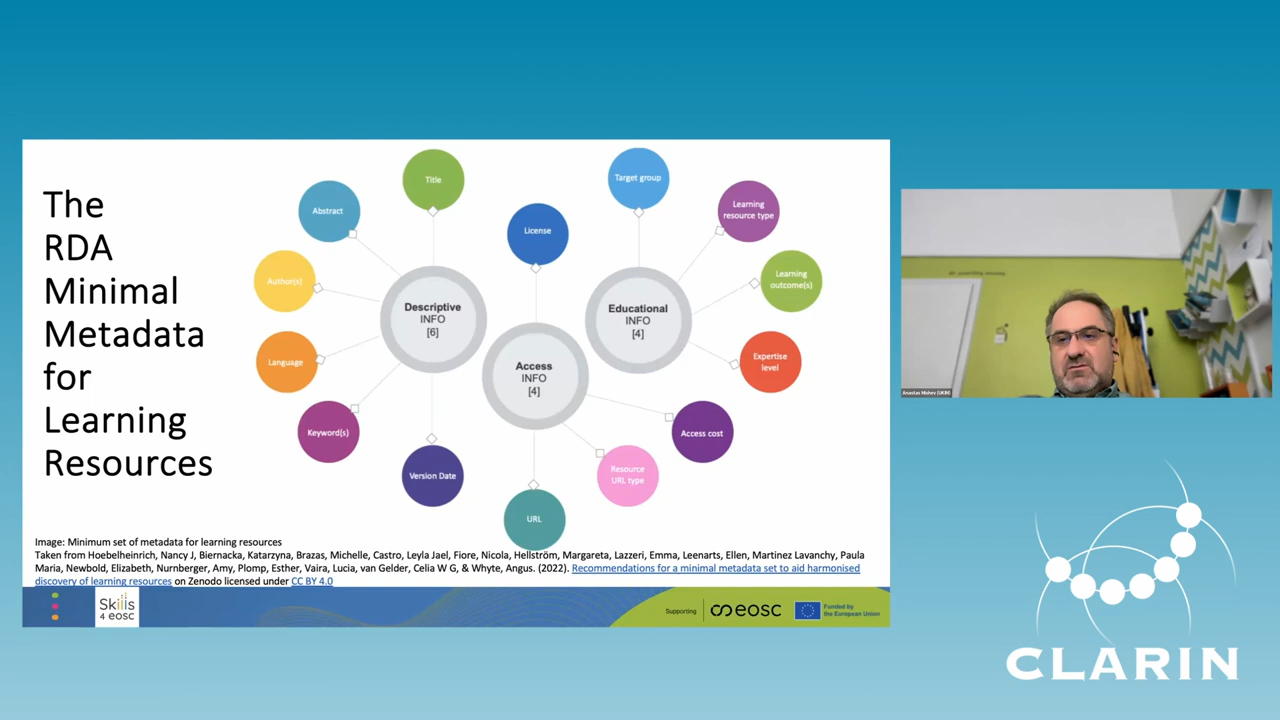 The
RDA
Minimal
Metadata
for
Learning
Resources
Title
Abstract
Author(s)
Language
Keyword(s)
Version Date
Descriptive
INFO
[6]
License
Access
INFO
[4]
URL
Resource
URL type
Access cost
Educational
INFO
[4]
Target group
Learning
resource type
Learning
outcome(s)
Expertise
level
Image: Minimum set of metadata for learning resources
Taken from Hoebelheinrich, Nancy J, Biernacka, Katarzyna, Brazas, Michelle, Castro, Leyla Jael, Fiore, Nicola, Hellström, Margareta, Lazzeri, Emma, Leenarts, Ellen, Martinez Lavanchy, Paula
Maria, Newbold, Elizabeth, Nurnberger, Amy, Plomp, Esther, Vaira, Lucia, van Gelder, Celia W G, & Whyte, Angus. (2022). Recommendations for a minimal metadata set to aid harmonised
discovery of learning resources on Zenodo licensed under CC BY 4.0
Skills
4 eosc
Supporting
eosc
Funded by
the European Union
Anastas Mishev (UKIM)
CLARIN